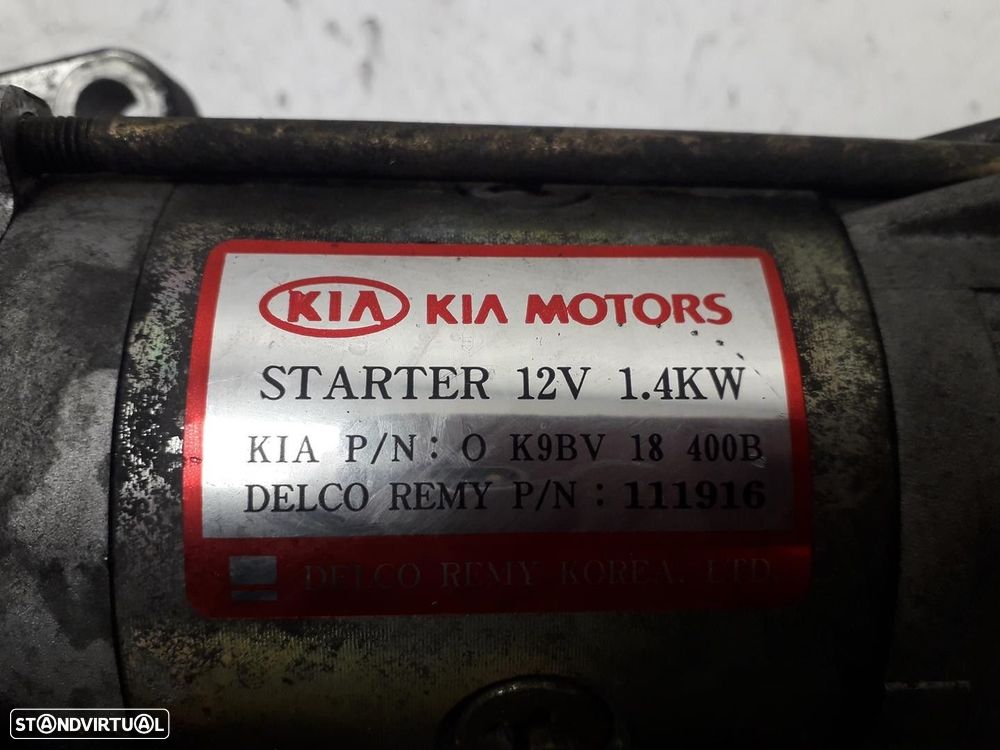 KIA KIA MOTORS
STARTER 12V 1.4KW
KIA P/N : O K9BV 18 400B
DELCO REMY P/N : 111916
DELCO REMY KOREA. LTD.
STANDVIRTUAL